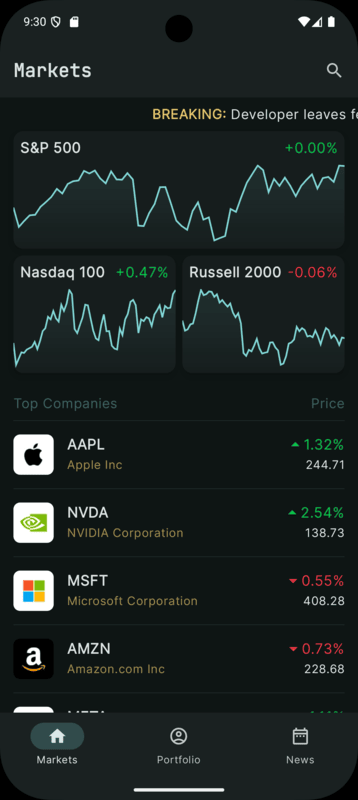 9:30
Markets
BREAKING: Developer leaves
S&P 500 +0.00%
Nasdaq 100 +0.47%
Russell 2000 -0.06%
Top Companies Price
AAPL 1.32%
Apple Inc 244.71
NVDA 2.54%
NVIDIA Corporation 138.73
MSFT 0.55%
Microsoft Corporation 408.28
AMZN 0.73%
Amazon.com Inc 228.68
Markets Portfolio News